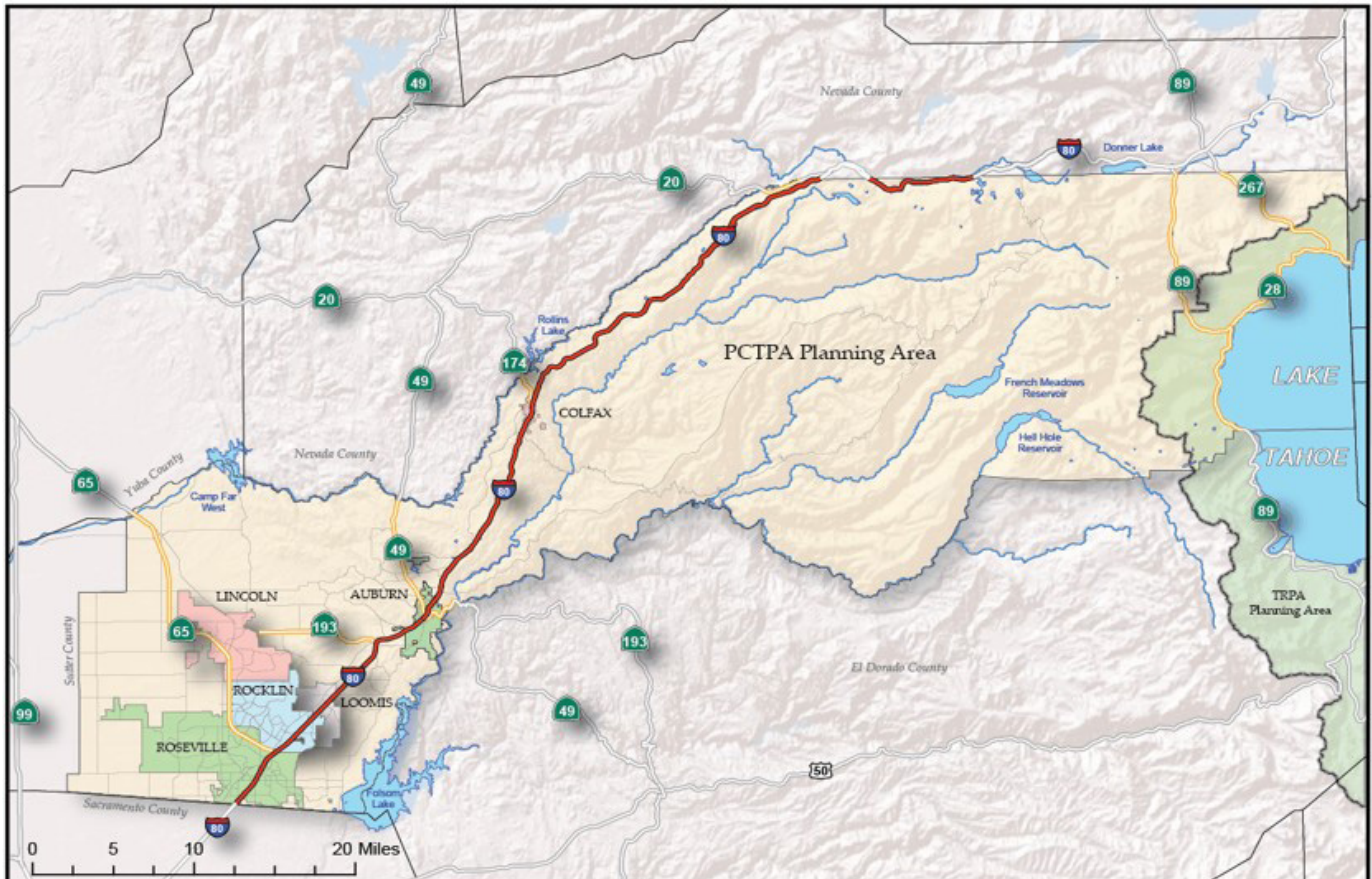 49
Nevada County
89
80
Donner Lake
20
267
80
89
28
20
Rollins
Lake
174
PCTPA Planning Area
LAKE
49
French Meadows
Reservoir
COLFAX
Hell Hole
Reservoir
Nevada County
TAHOE
Yuba County
65
80
Camp Far
West
89
49
LINCOLN
AUBURN
TRPA
Planning Area
65
193
193
Sutter County
El Dorado County
80
ROCKLIN
LOOMIS
99
49
ROSEVILLE
50
Folsom
Lake
Sacramento County
80
0 5 10 20 Miles